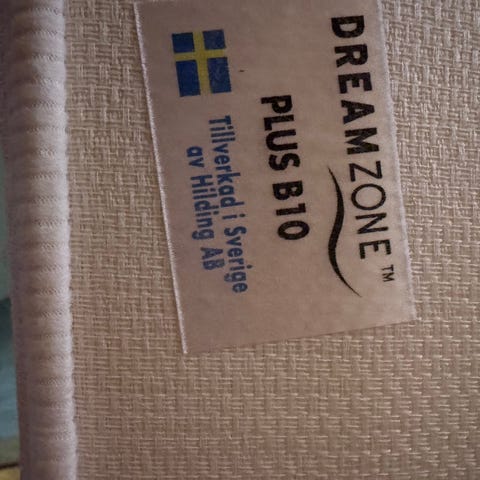 DREAMZONE™
PLUS B10
Tillverkad i Sverige
av Hilding AB